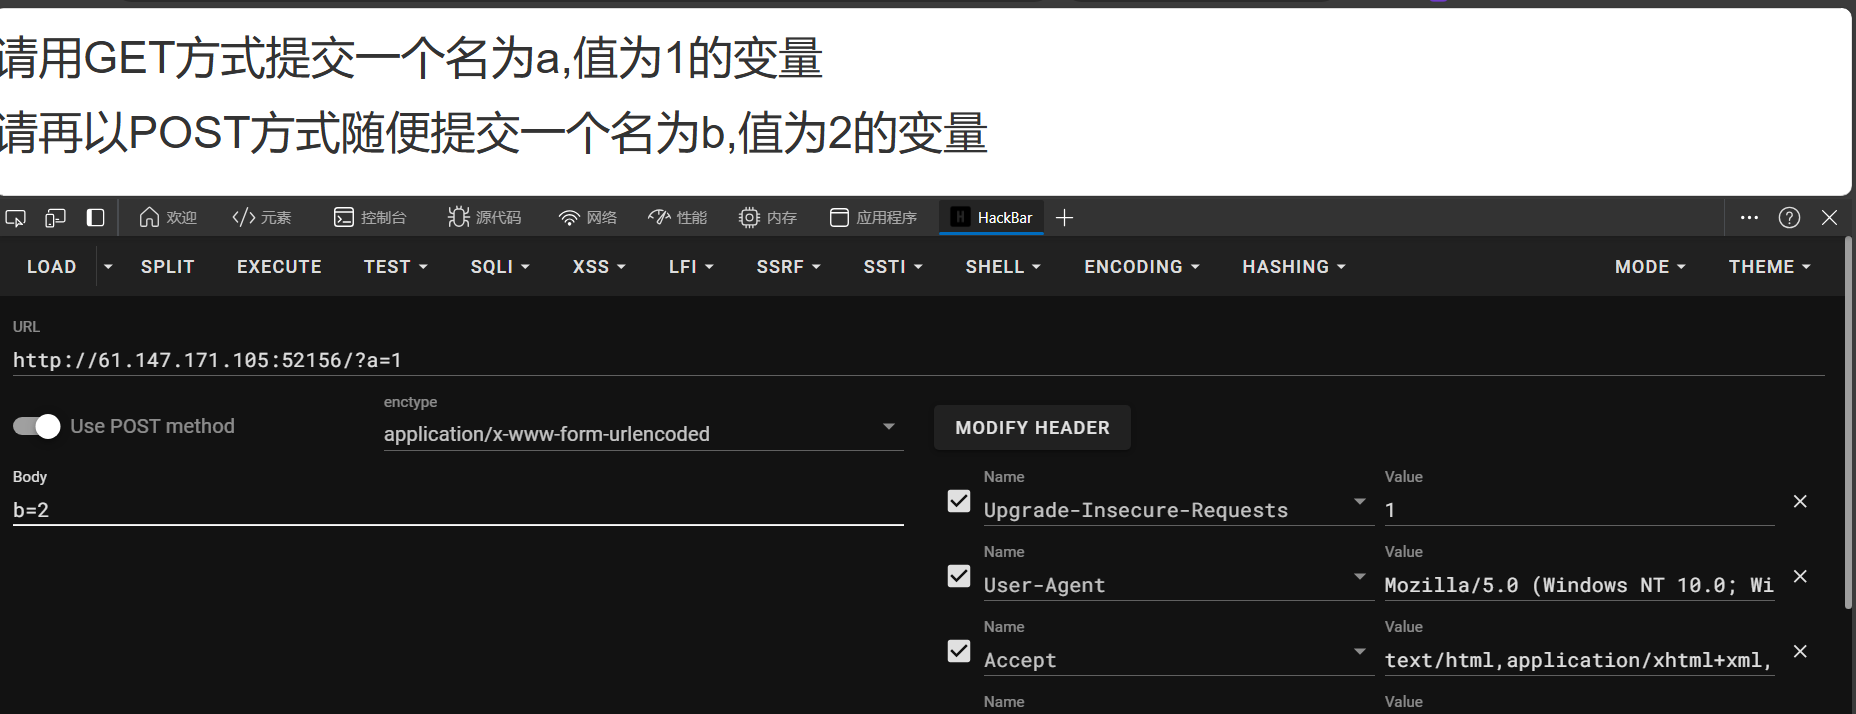 请用GET方式提交一个名为a,值为1的变量
请再以POST方式随便提交一个名为b,值为2的变量
欢迎 元素 控制台 源代码 网络 性能 内存 应用程序 HackBar
LOAD SPLIT EXECUTE TEST SQLI XSS LFI SSRF SSTI SHELL ENCODING HASHING MODE THEME
URL
http://61.147.171.105:52156/?a=1
Use POST method
enctype
application/x-www-form-urlencoded
MODIFY HEADER
Body
b=2
Name Value
Upgrade-Insecure-Requests 1
Name Value
User-Agent Mozilla/5.0 (Windows NT 10.0; Wi
Name Value
Accept text/html,application/xhtml+xml,
Name Value